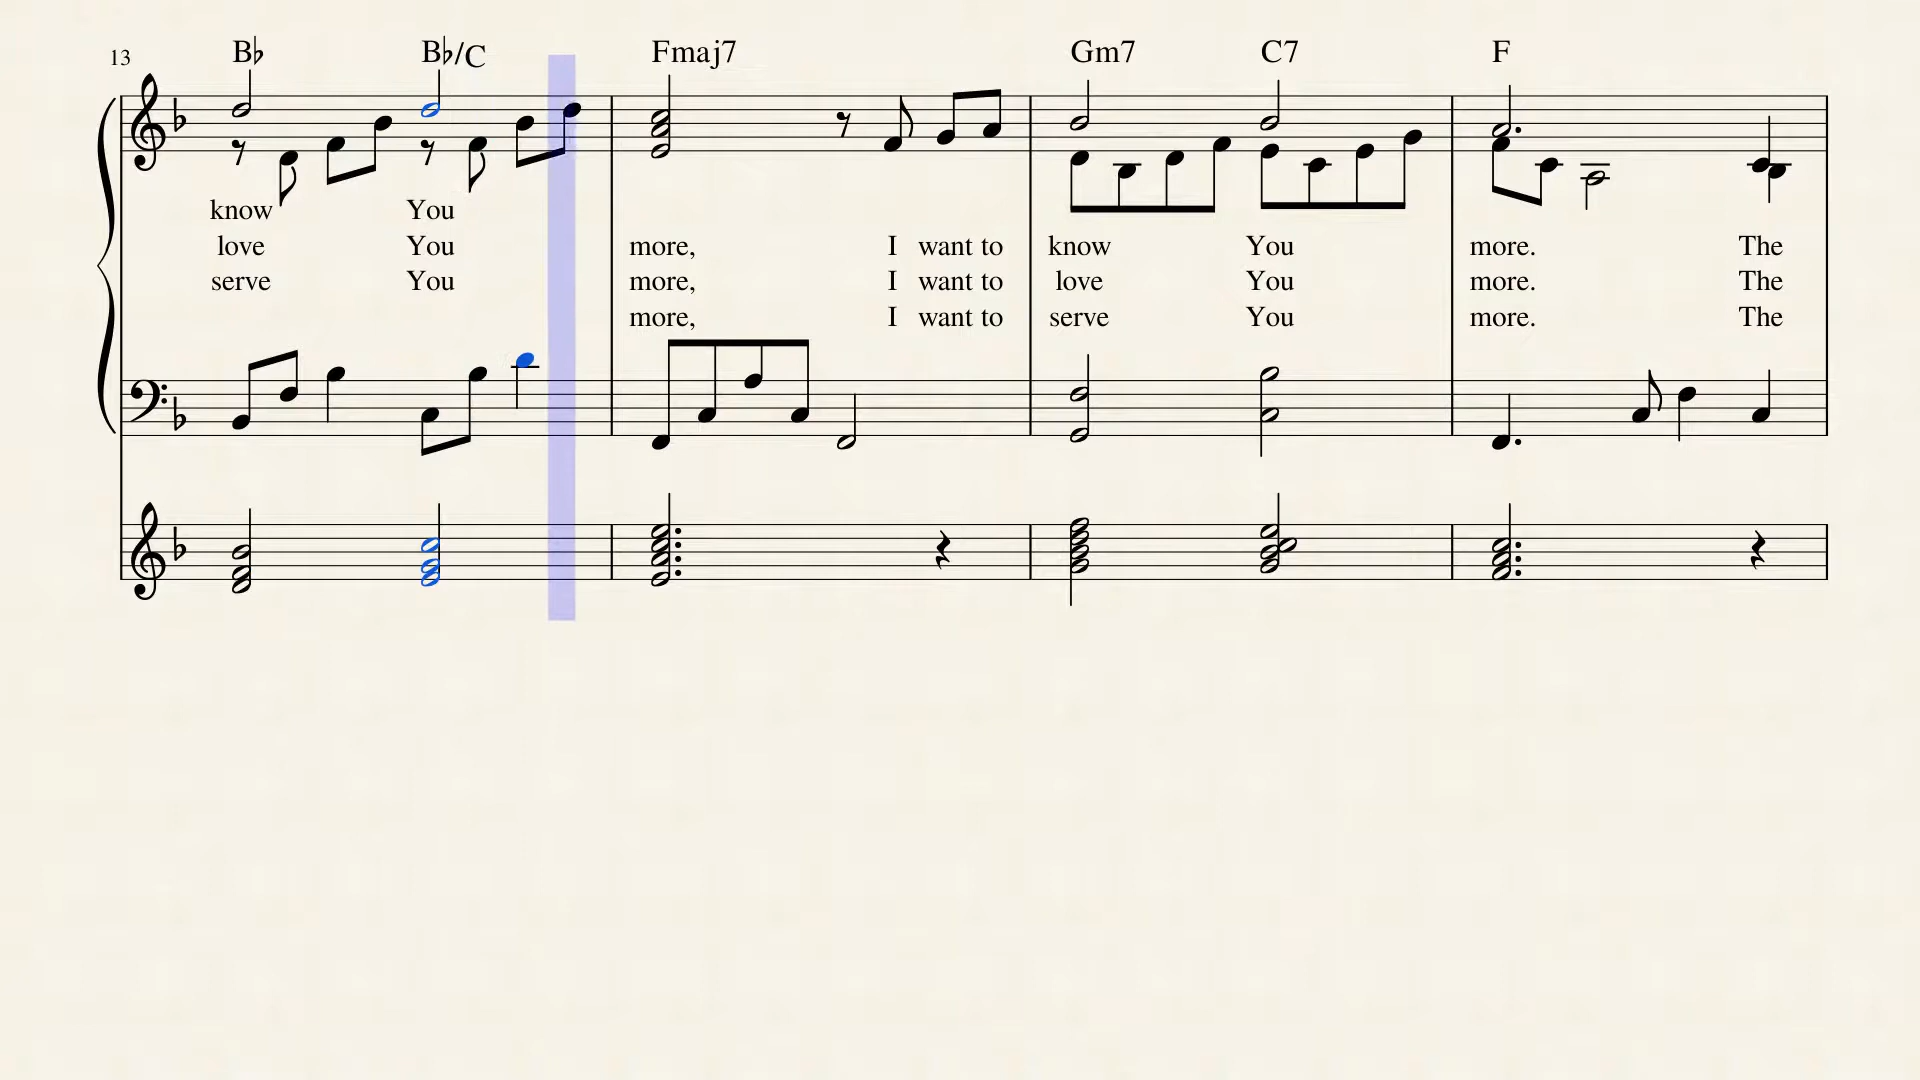 13 B♭ B♭/C Fmaj7 Gm7 C7 F
know You
love You more, I want to know You more. The
serve You more, I want to love You more. The
more, I want to serve You more. The